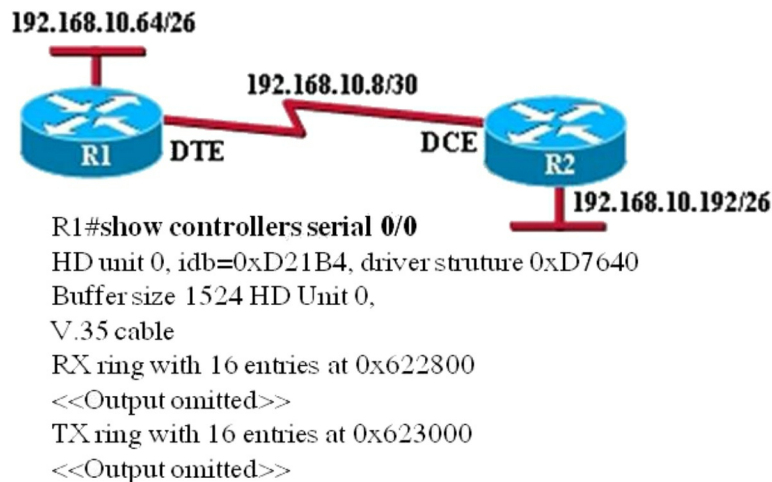 192.168.10.64/26
192.168.10.8/30
R1
DTE
DCE
R2
192.168.10.192/26
R1#show controllers serial 0/0
HD unit 0, idb=0xD21B4, driver struture 0xD7640
Buffer size 1524 HD Unit 0,
V.35 cable
RX ring with 16 entries at 0x622800
<<Output omitted>>
TX ring with 16 entries at 0x623000
<<Output omitted>>